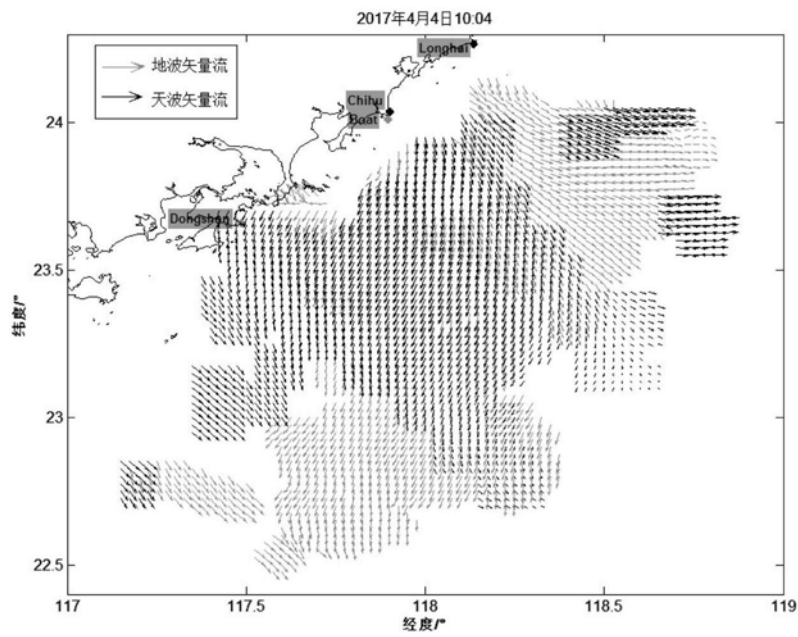 2017年4月4日10:04
地波矢量流
天波矢量流
Longhai
Chihu
Boat
Dongshan
24
23.5
23
22.5
纬度/°
117
117.5
118
118.5
119
经度/°